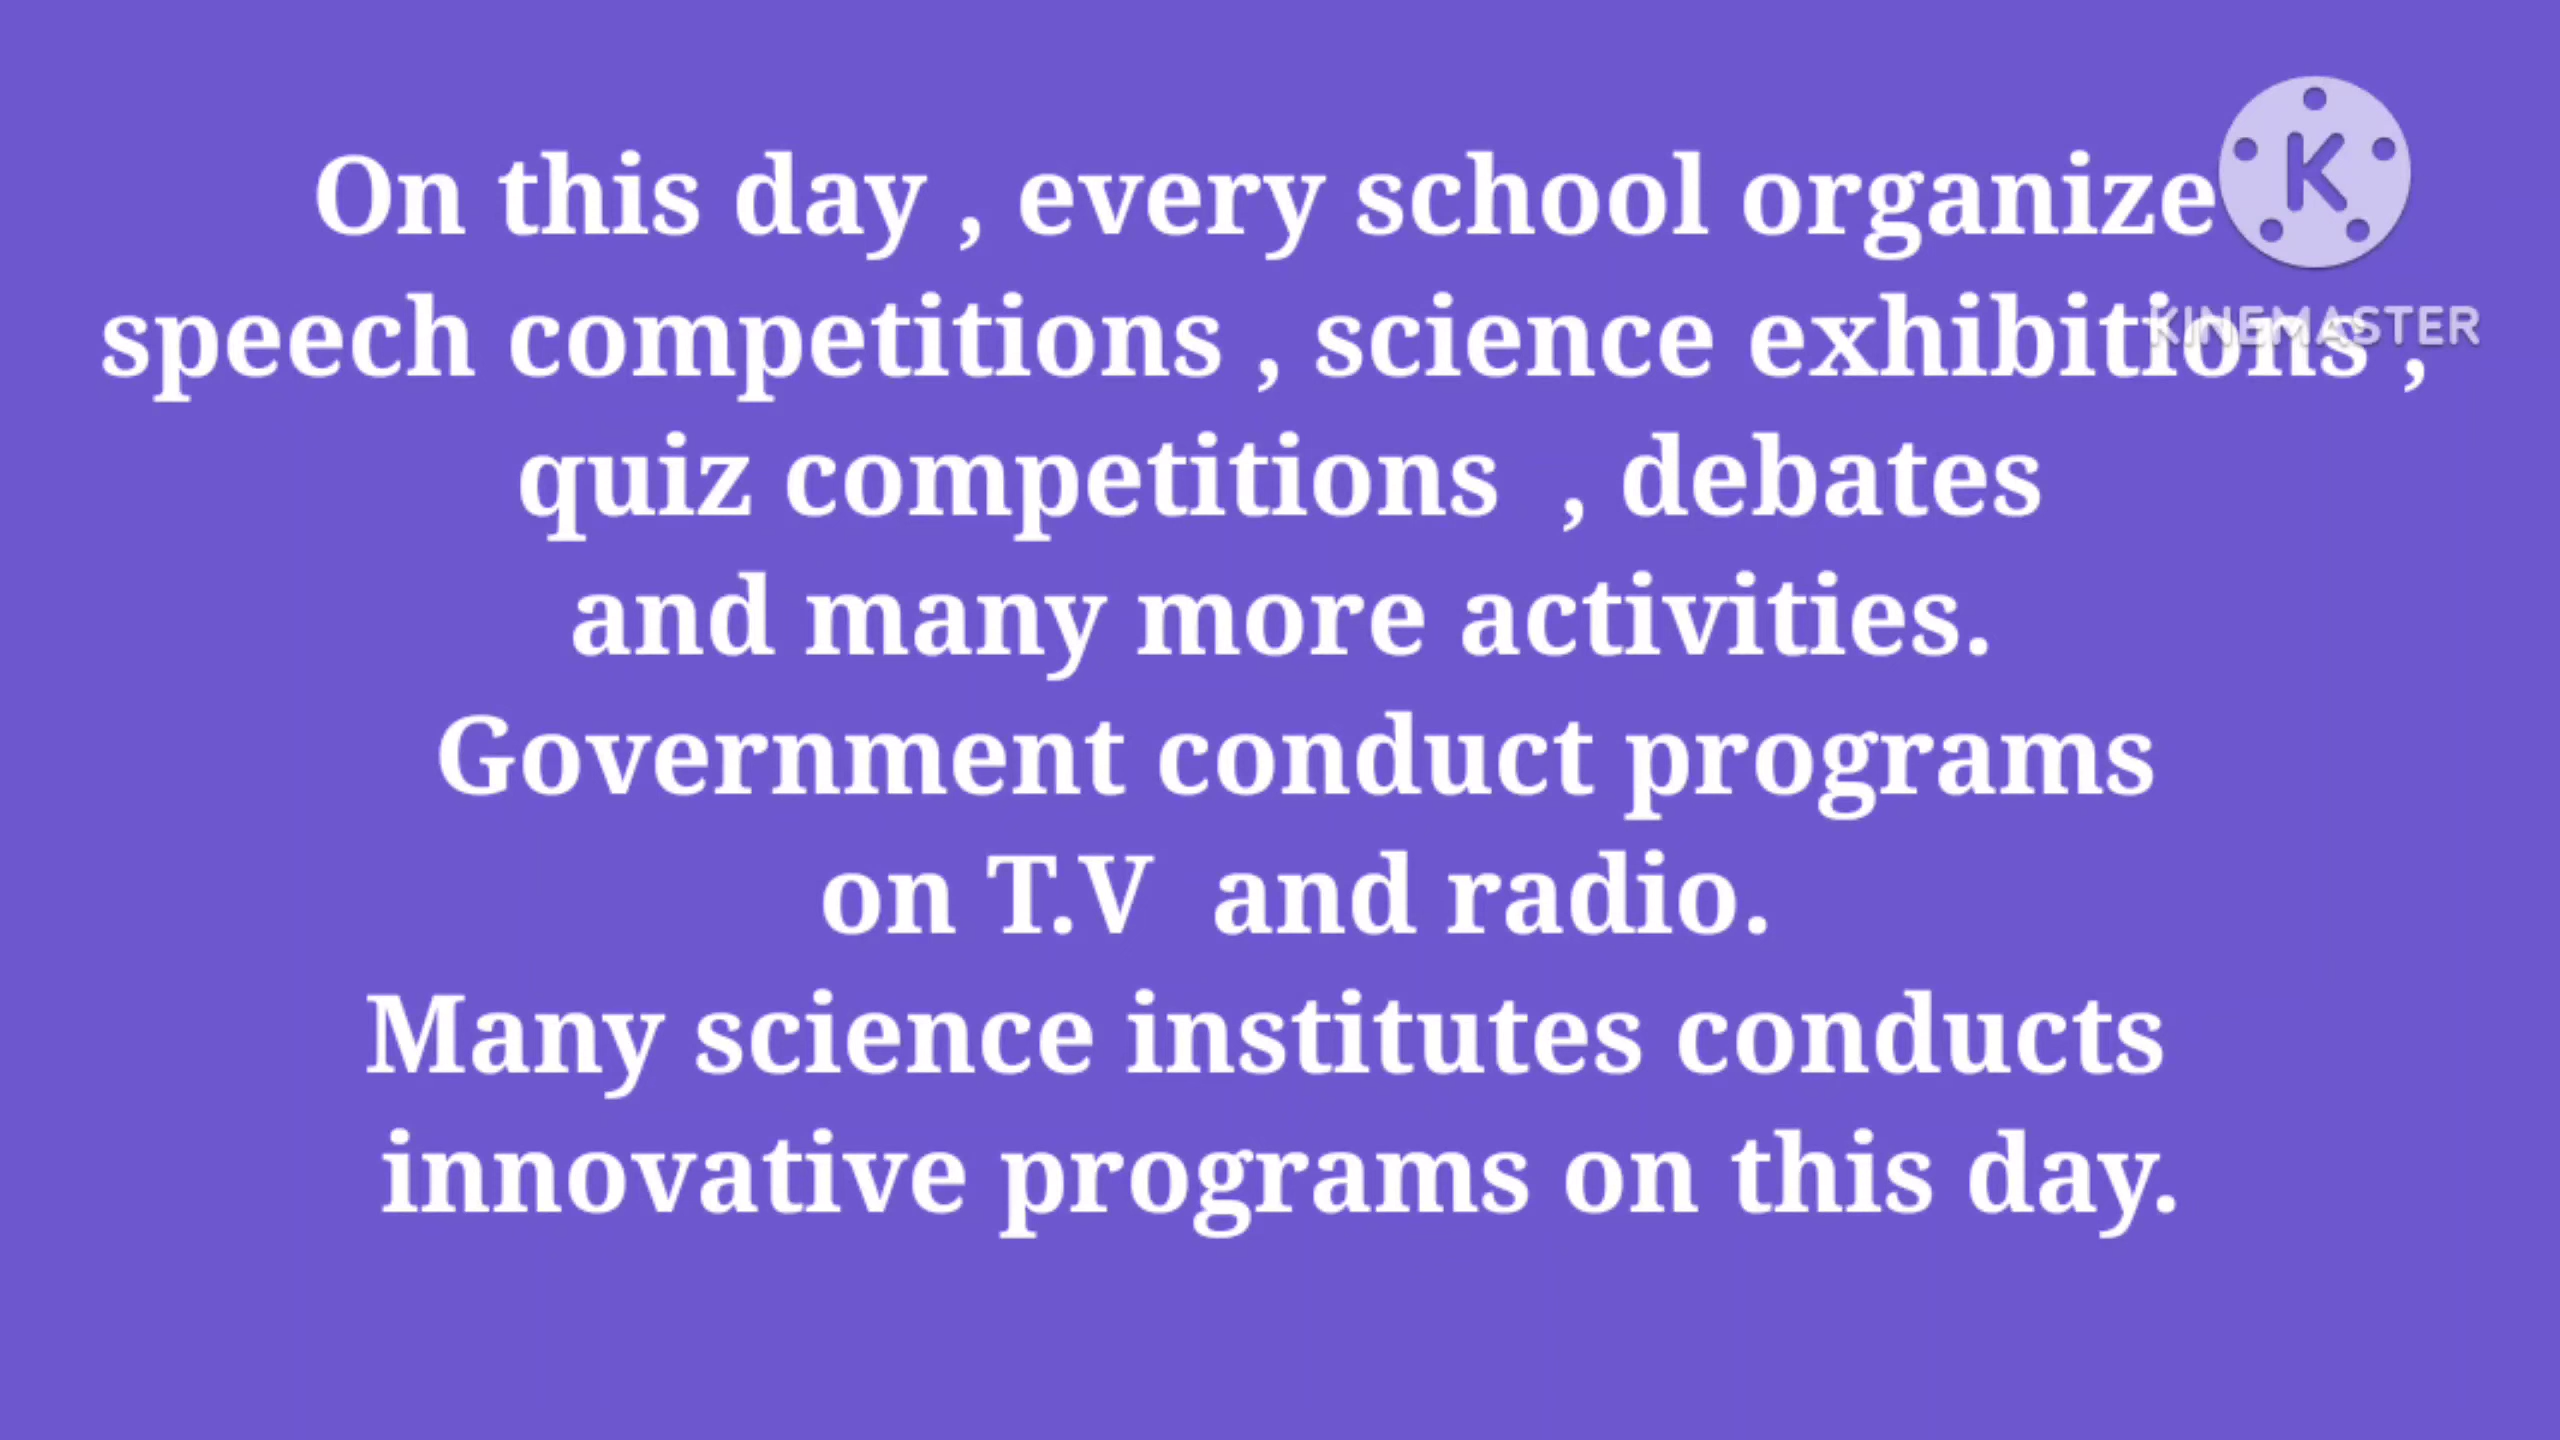 On this day , every school organize
speech competitions , science exhibitions ,
quiz competitions , debates
and many more activities.
Government conduct programs
on T.V and radio.
Many science institutes conducts
innovative programs on this day.
K
KINEMASTER